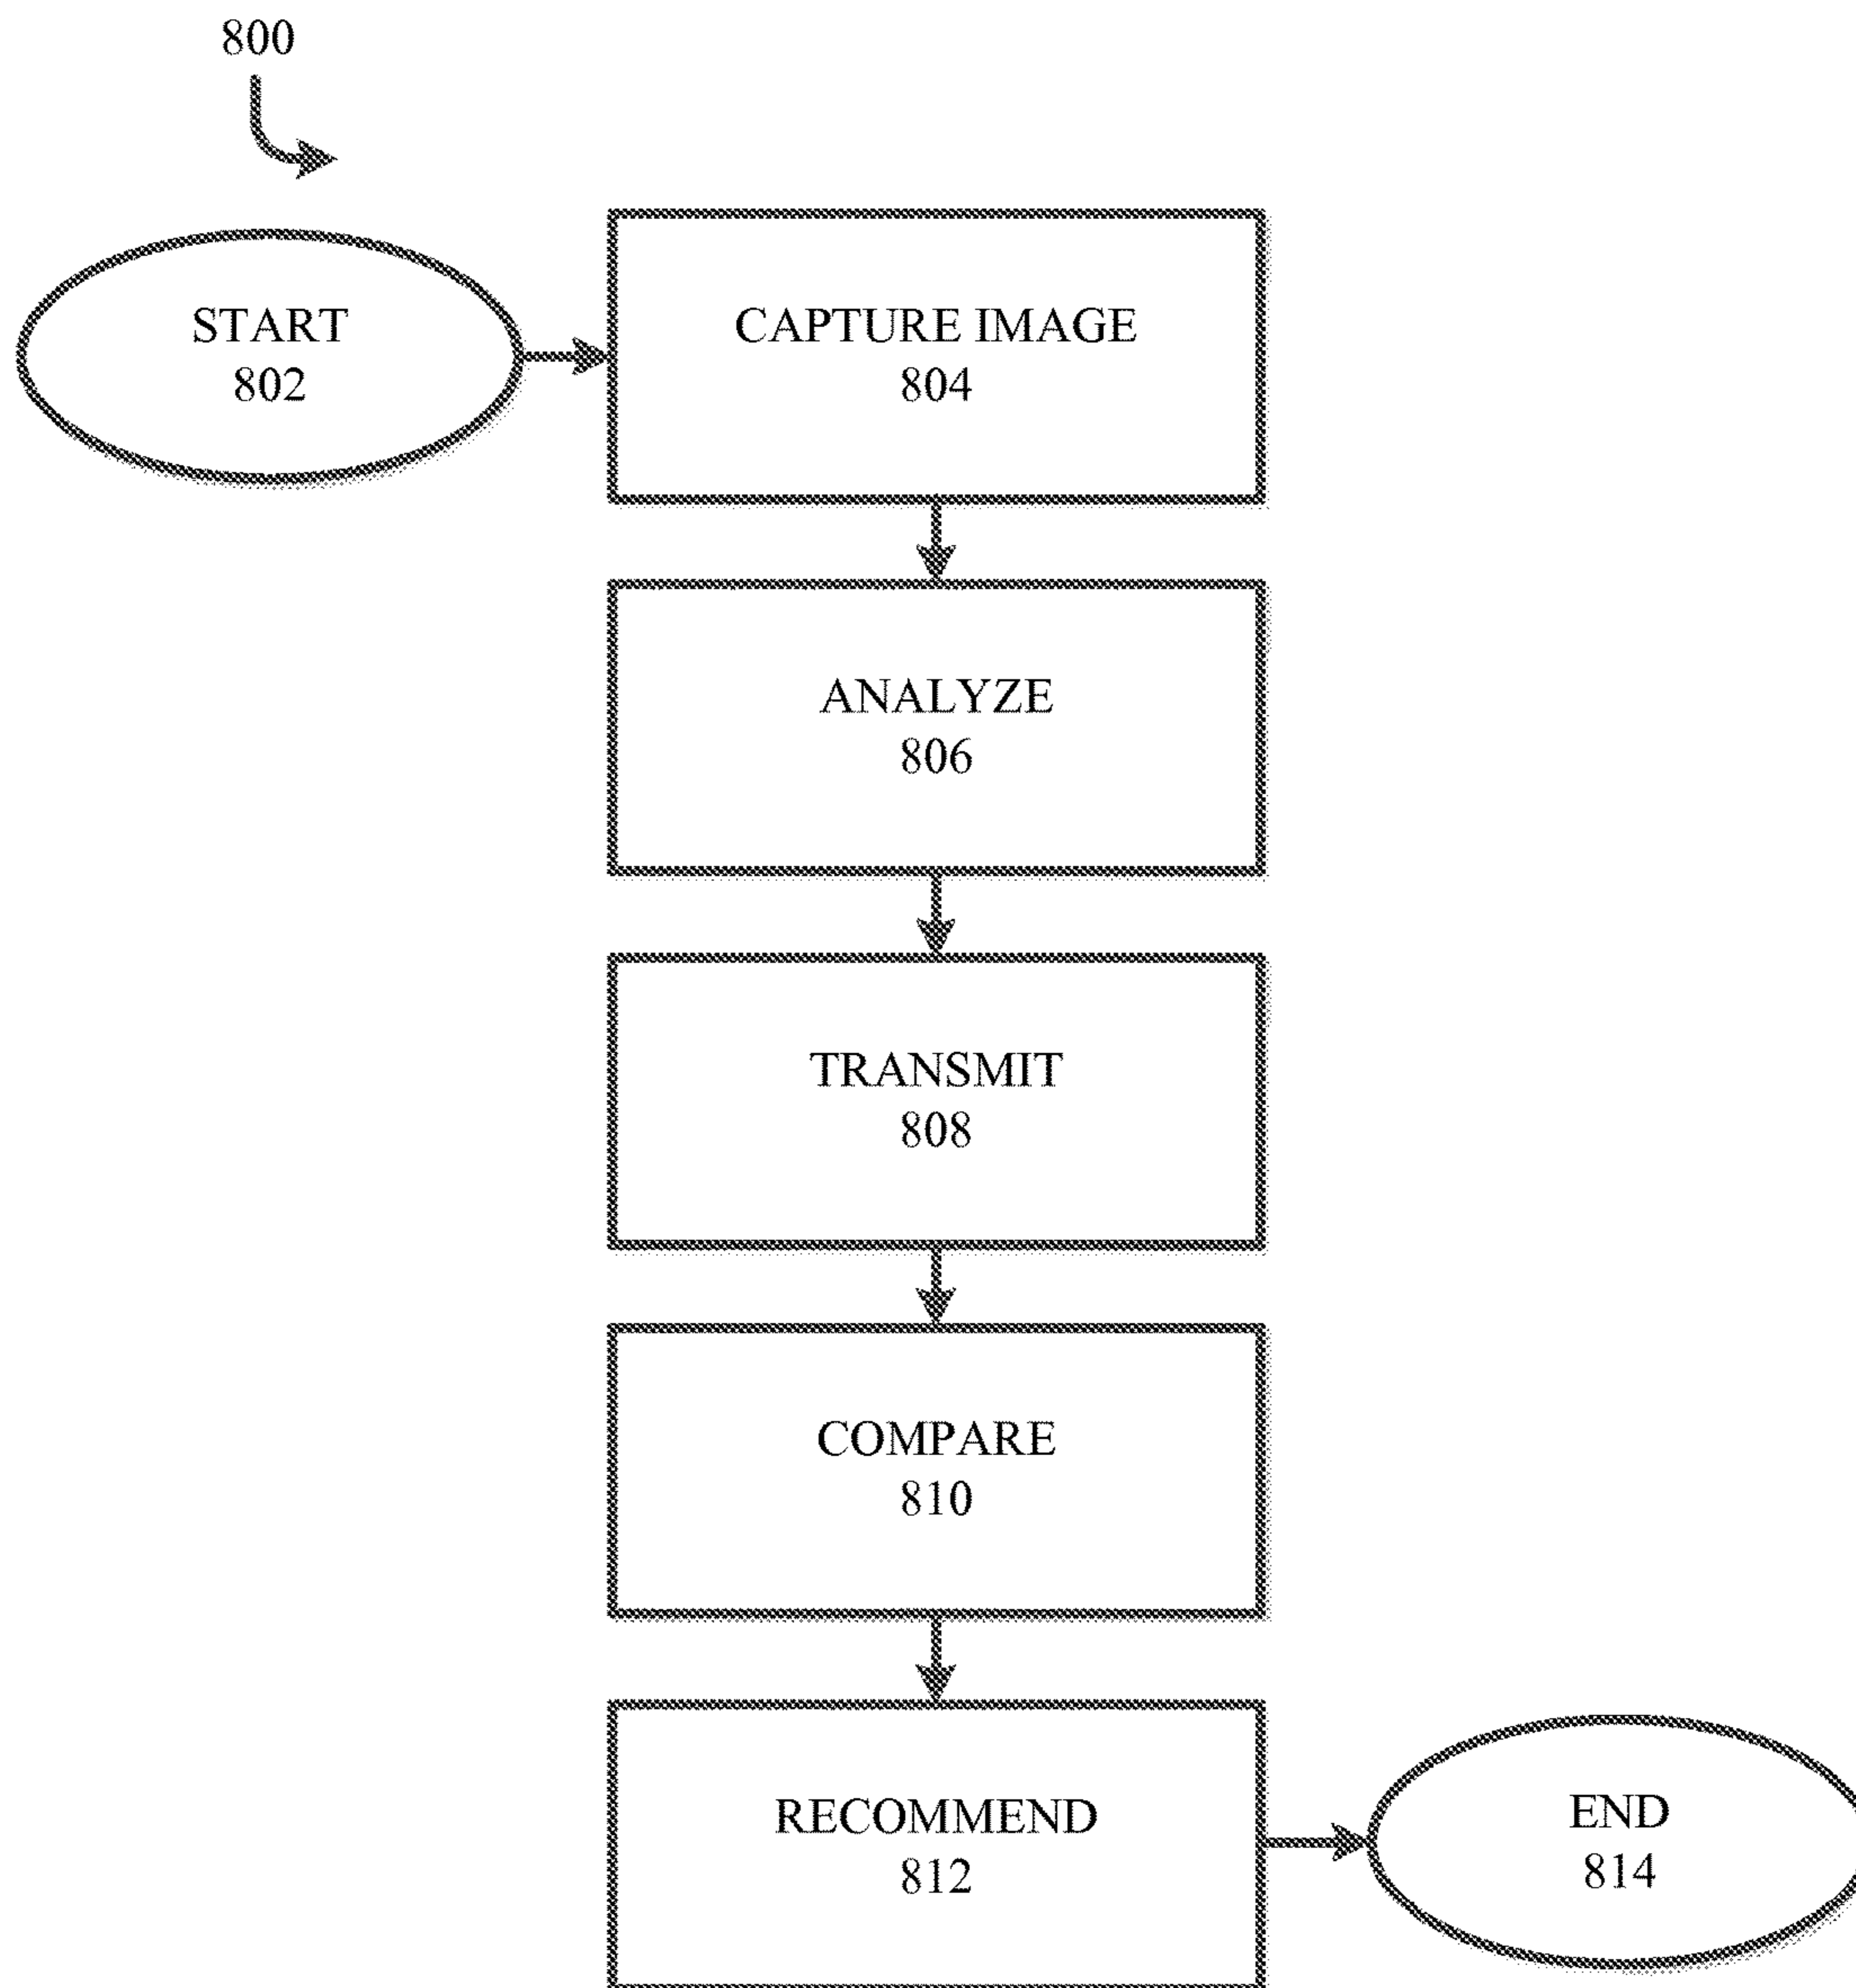 800
START
802
CAPTURE IMAGE
804
ANALYZE
806
TRANSMIT
808
COMPARE
810
RECOMMEND
812
END
814